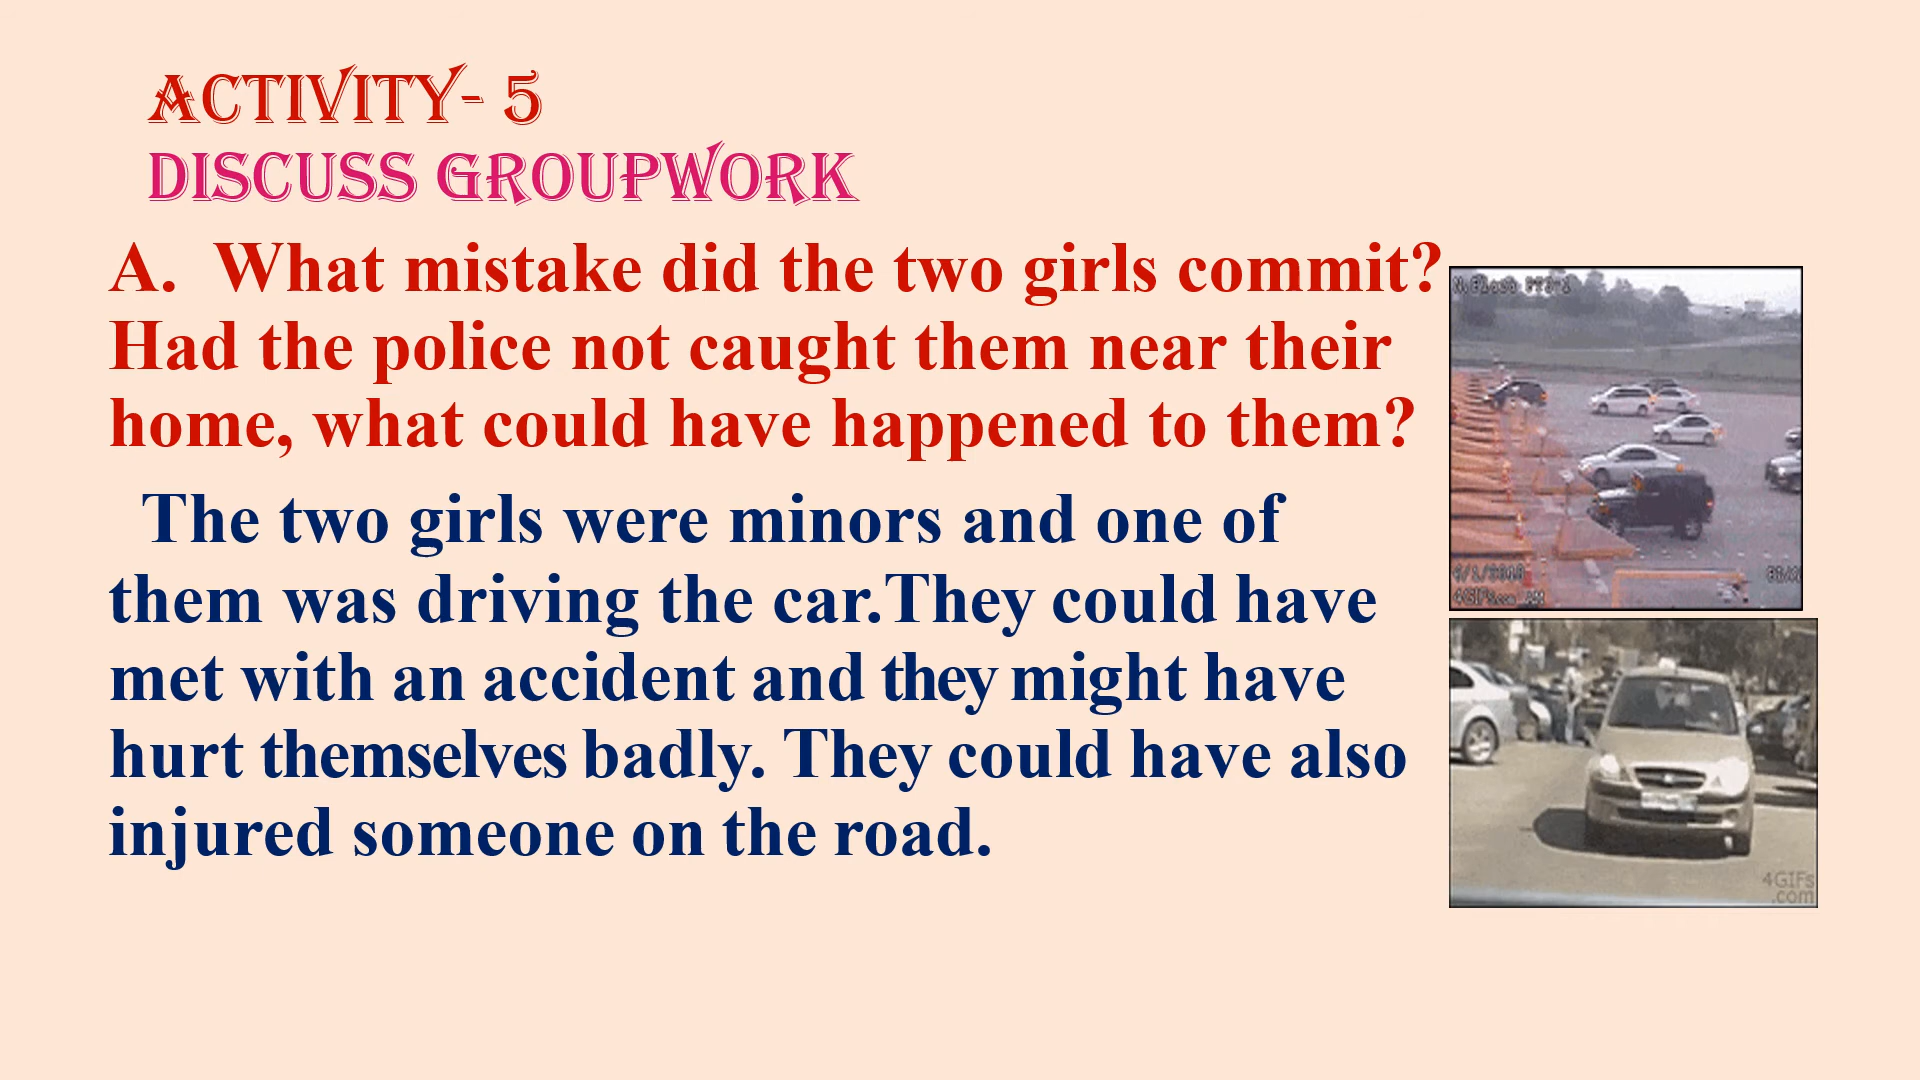 ACTIVITY- 5
DISCUSS GROUPWORK
A. What mistake did the two girls commit?
Had the police not caught them near their
home, what could have happened to them?
The two girls were minors and one of
them was driving the car.They could have
met with an accident and they might have
hurt themselves badly. They could have also
injured someone on the road.
4GIFs
.com